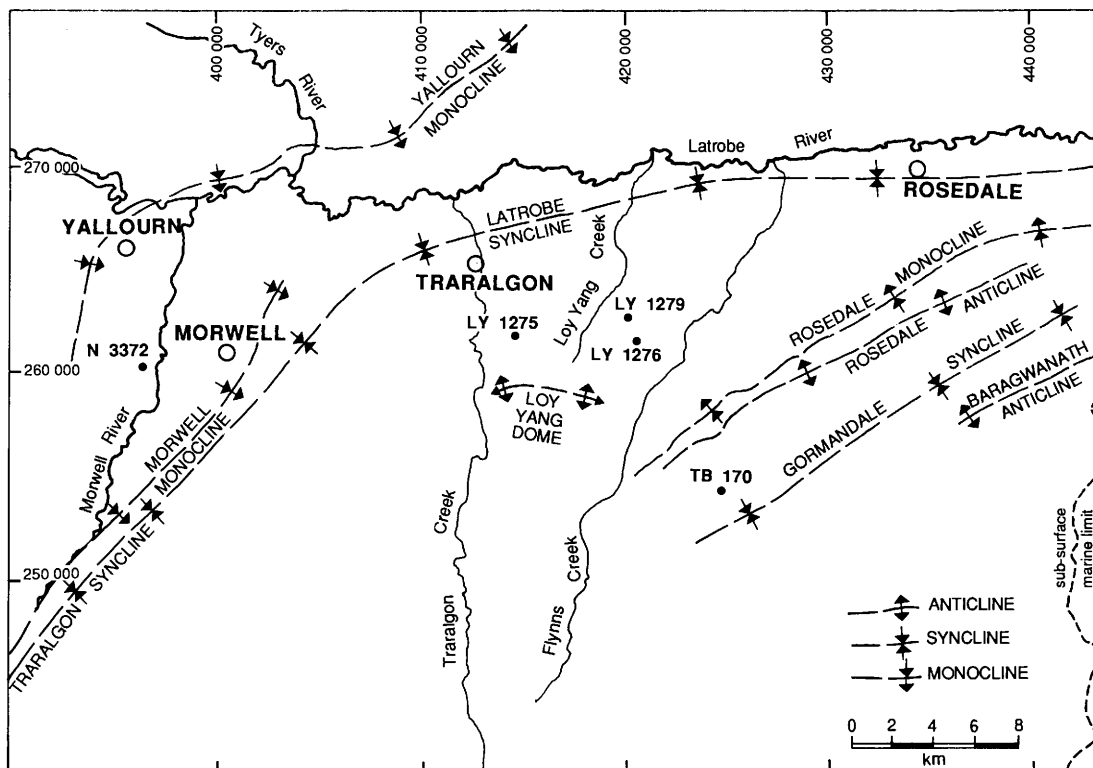 400 000
410 000
420 000
430 000
440 000
Tyers
River
YALLOURN
MONOCLINE
270 000
Latrobe
River
ROSEDALE
YALLOURN
LATROBE
SYNCLINE
TRARALGON
Loy Yang
Creek
ROSEDALE
MONOCLINE
ROSEDALE
ANTICLINE
LY 1279
LY 1275
LY 1276
MORWELL
N 3372
260 000
LOY
YANG
DOME
GORMANDALE
SYNCLINE
BARAGWANATH
ANTICLINE
MORWELL
MONOCLINE
Morwell
River
TB 170
250 000
TRARALGON
SYNCLINE
Traralgon
Creek
Flynns
Creek
sub-surface
marine limit
ANTICLINE
SYNCLINE
MONOCLINE
0 2 4 6 8
km